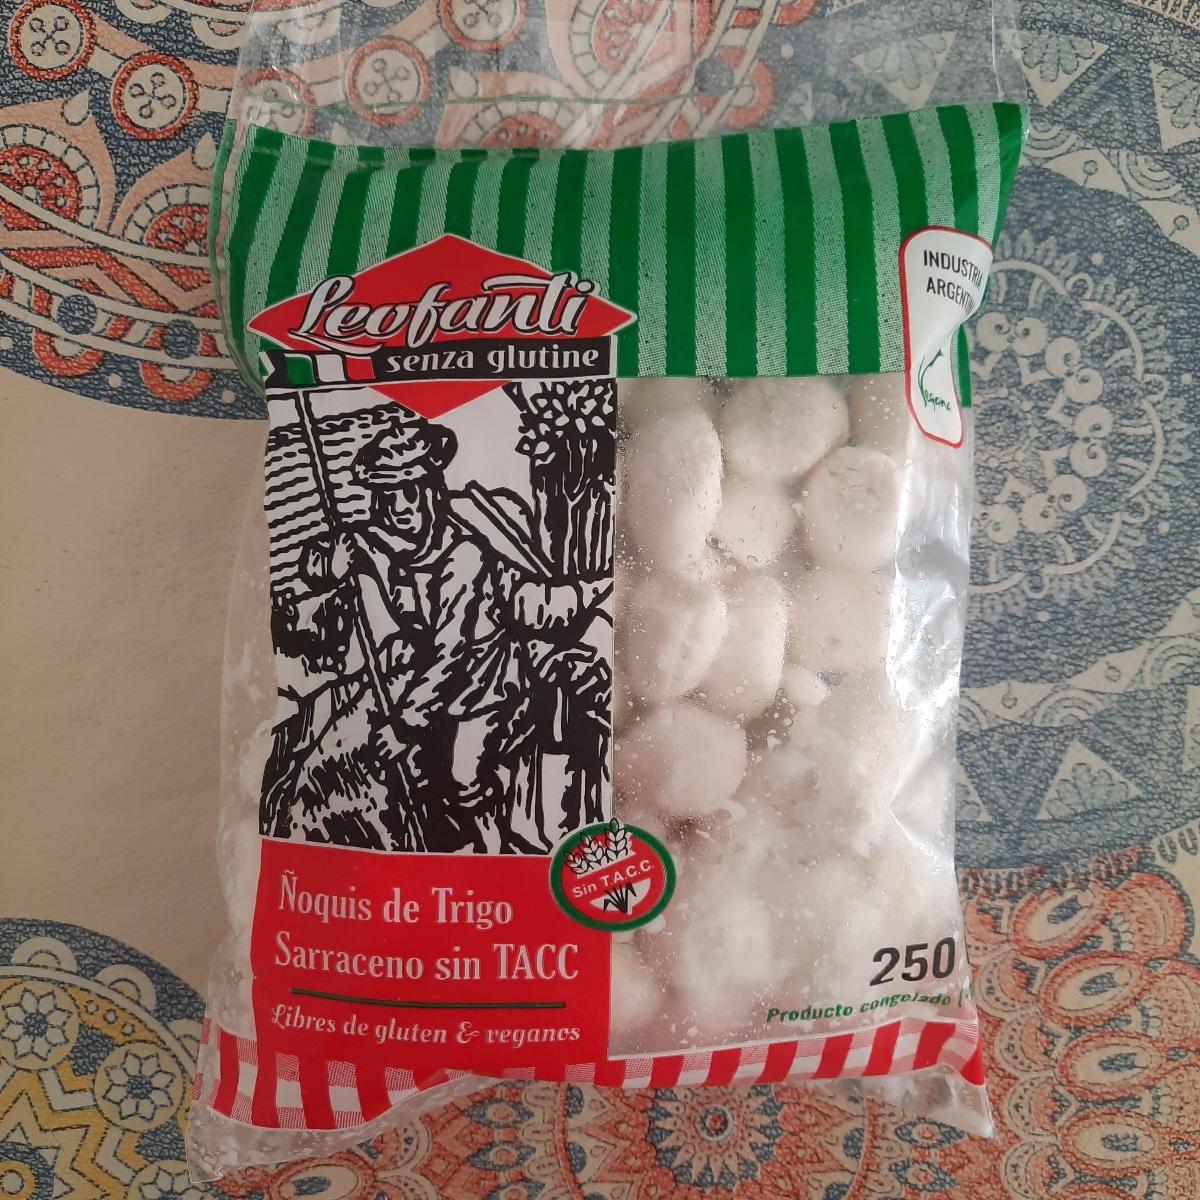 Leofanti
senza glutine
INDUSTRIA
ARGENTIN
Vegana
Sin T.A.C.C.
Ñoquis de Trigo
Sarraceno sin TACC
Libres de gluten & veganos
250
Producto congelado